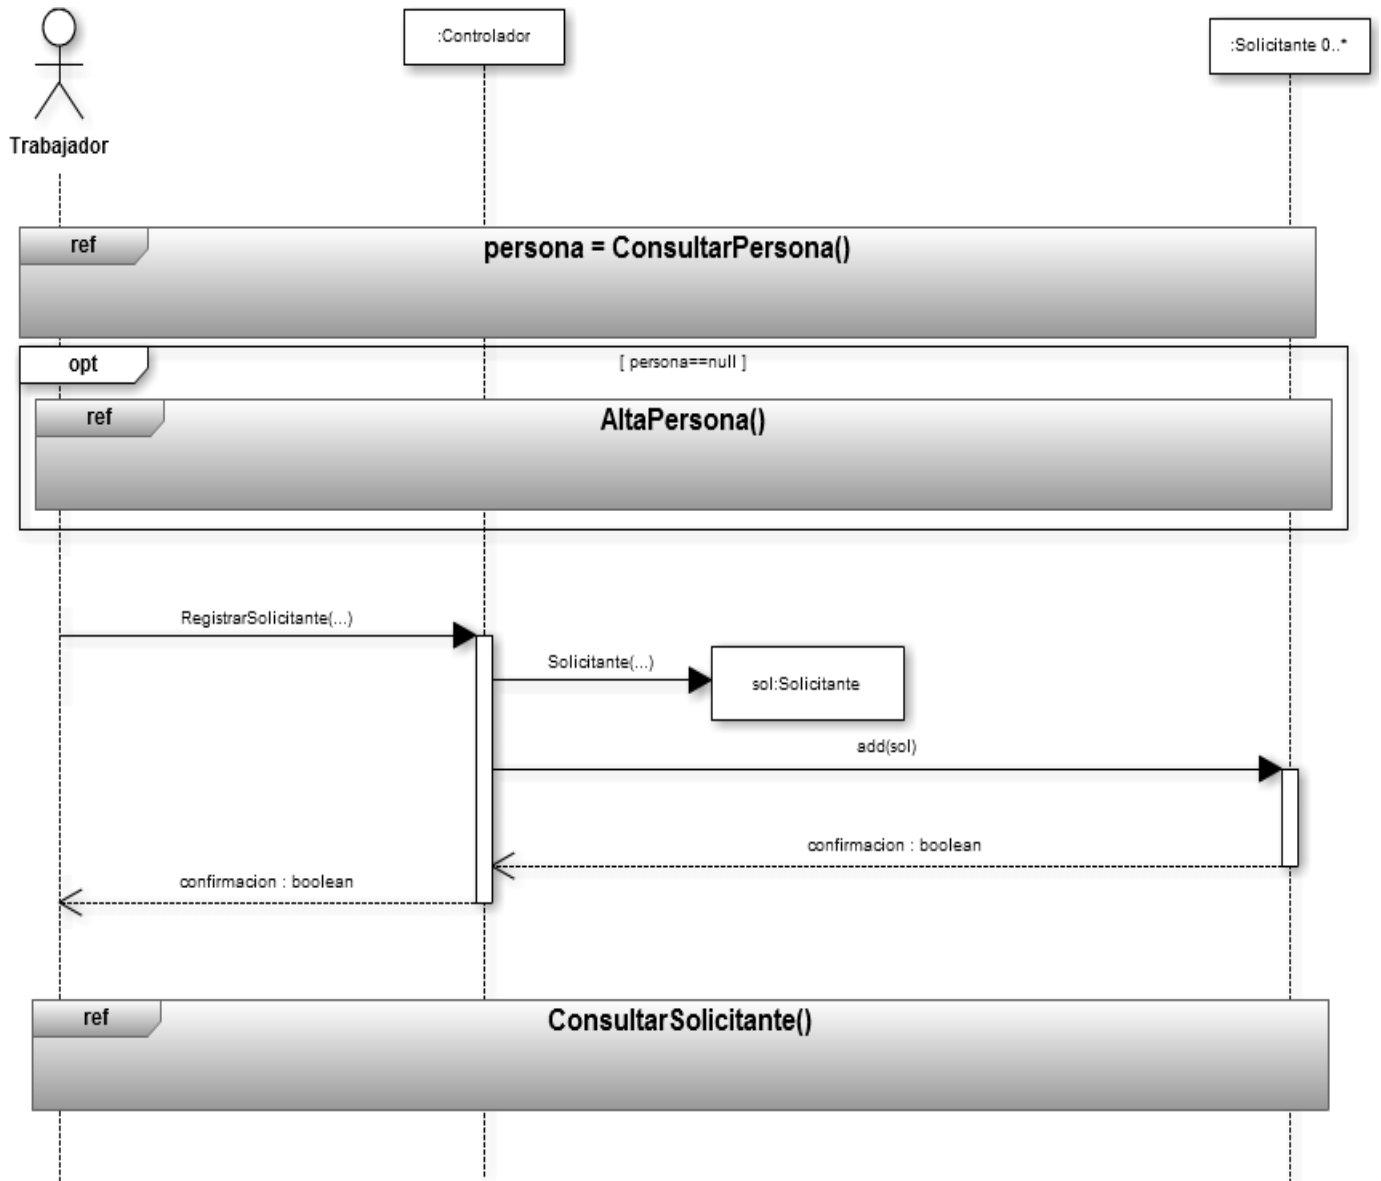 :Controlador
:Solicitante 0..*
Trabajador
ref
persona = ConsultarPersona()
opt
[ persona==null ]
ref
AltaPersona()
RegistrarSolicitante(...)
Solicitante(...)
sol:Solicitante
add(sol)
confirmacion : boolean
confirmacion : boolean
ref
ConsultarSolicitante()